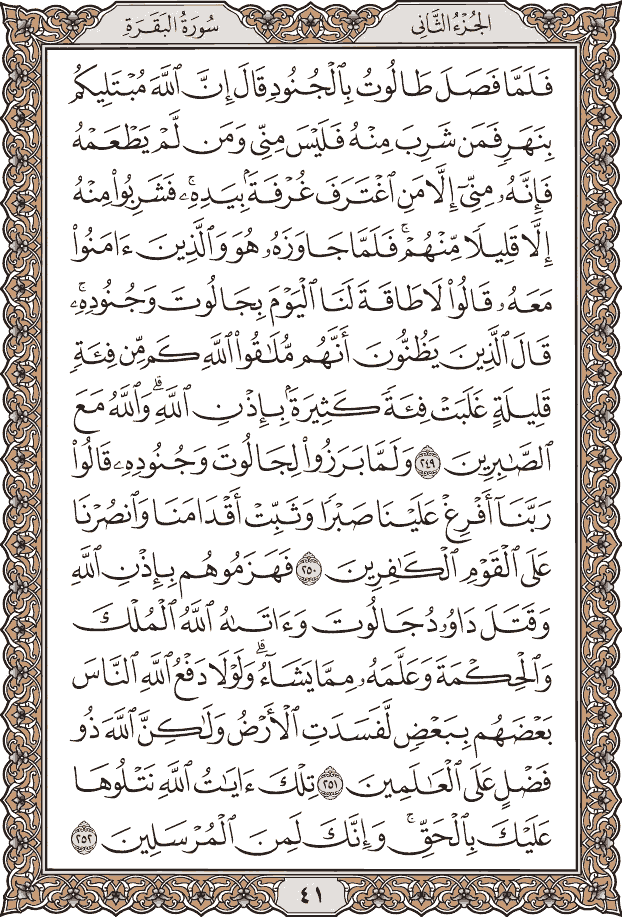 الجُزْءُ الثَّانِي
سُورَةُ البَقَرَةِ
فَلَمَّا فَصَلَ طَالُوتُ بِٱلْجُنُودِ قَالَ إِنَّ ٱللَّهَ مُبْتَلِيكُم
بِنَهَرٍ فَمَن شَرِبَ مِنْهُ فَلَيْسَ مِنِّي وَمَن لَّمْ يَطْعَمْهُ
فَإِنَّهُۥ مِنِّيٓ إِلَّا مَنِ ٱغْتَرَفَ غُرْفَةَۢ بِيَدِهِۦۚ فَشَرِبُوا۟ مِنْهُ
إِلَّا قَلِيلًا مِّنْهُمْۚ فَلَمَّا جَاوَزَهُۥ هُوَ وَٱلَّذِينَ ءَامَنُوا۟
مَعَهُۥ قَالُوا۟ لَا طَاقَةَ لَنَا ٱلْيَوْمَ بِجَالُوتَ وَجُنُودِهِۦۚ
قَالَ ٱلَّذِينَ يَظُنُّونَ أَنَّهُم مُّلَٰقُوا۟ ٱللَّهِ كَم مِّن فِئَةٍ
قَلِيلَةٍ غَلَبَتْ فِئَةً كَثِيرَةَۢ بِإِذْنِ ٱللَّهِۗ وَٱللَّهُ مَعَ
ٱلصَّٰبِرِينَ ٢٤٩ وَلَمَّا بَرَزُوا۟ لِجَالُوتَ وَجُنُودِهِۦ قَالُوا۟
رَبَّنَآ أَفْرِغْ عَلَيْنَا صَبْرًا وَثَبِّتْ أَقْدَامَنَا وَٱنصُرْنَا
عَلَى ٱلْقَوْمِ ٱلْكَٰفِرِينَ ٢٥٠ فَهَزَمُوهُم بِإِذْنِ ٱللَّهِ
وَقَتَلَ دَاوُۥدُ جَالُوتَ وَءَاتَىٰهُ ٱللَّهُ ٱلْمُلْكَ
وَٱلْحِكْمَةَ وَعَلَّمَهُۥ مِمَّا يَشَآءُۗ وَلَوْلَا دَفْعُ ٱللَّهِ ٱلنَّاسَ
بَعْضَهُم بِبَعْضٍ لَّفَسَدَتِ ٱلْأَرْضُ وَلَٰكِنَّ ٱللَّهَ ذُو
فَضْلٍ عَلَى ٱلْعَٰلَمِينَ ٢٥١ تِلْكَ ءَايَٰتُ ٱللَّهِ نَتْلُوهَا
عَلَيْكَ بِٱلْحَقِّۚ وَإِنَّكَ لَمِنَ ٱلْمُرْسَلِينَ ٢٥٢
٤١